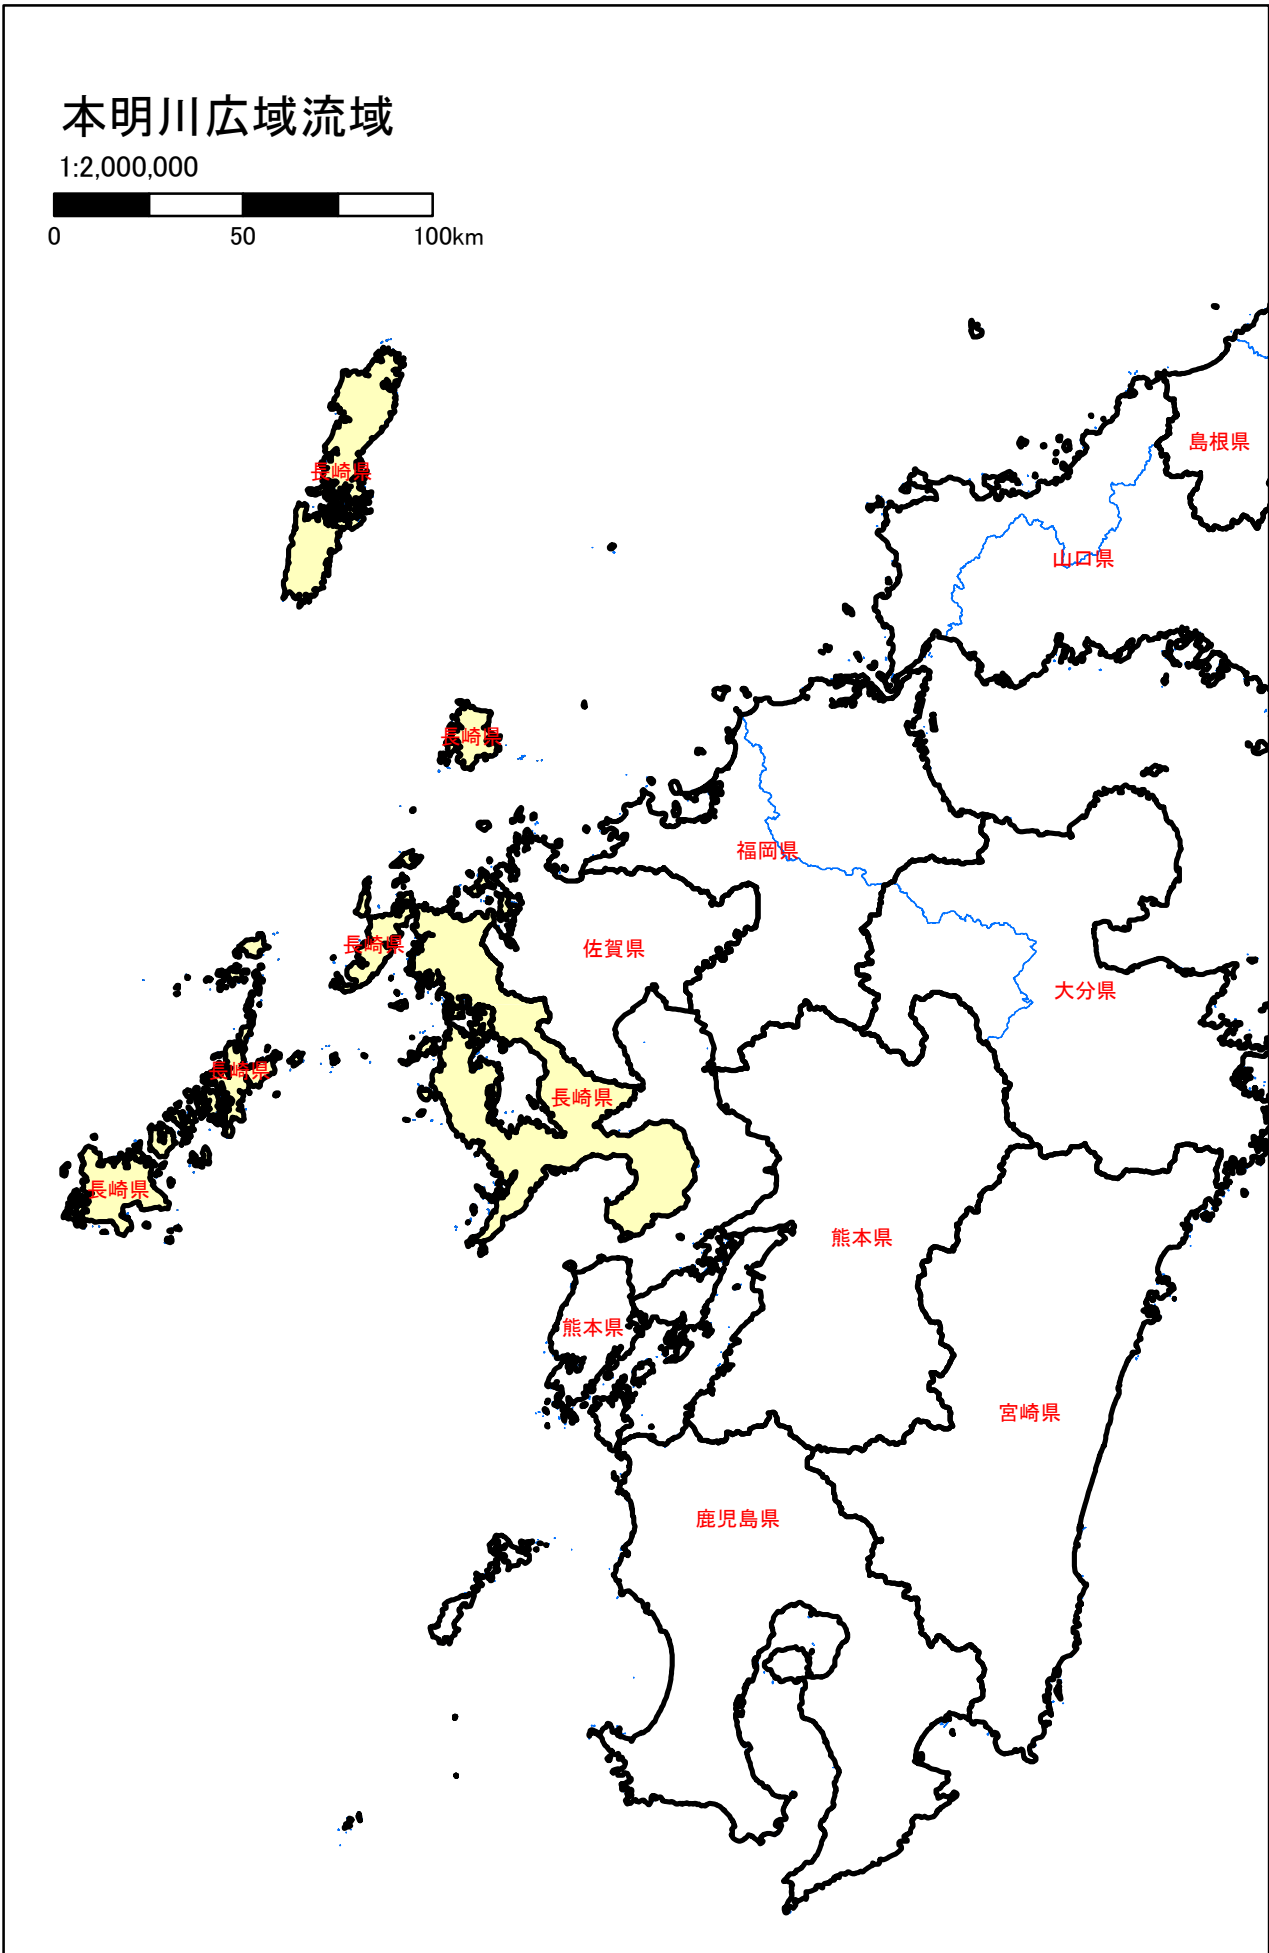 本明川広域流域
1:2,000,000
0 50 100km
島根県
長崎県
山口県
長崎県
福岡県
長崎県
佐賀県
大分県
長崎県
長崎県
長崎県
熊本県
熊本県
宮崎県
鹿児島県